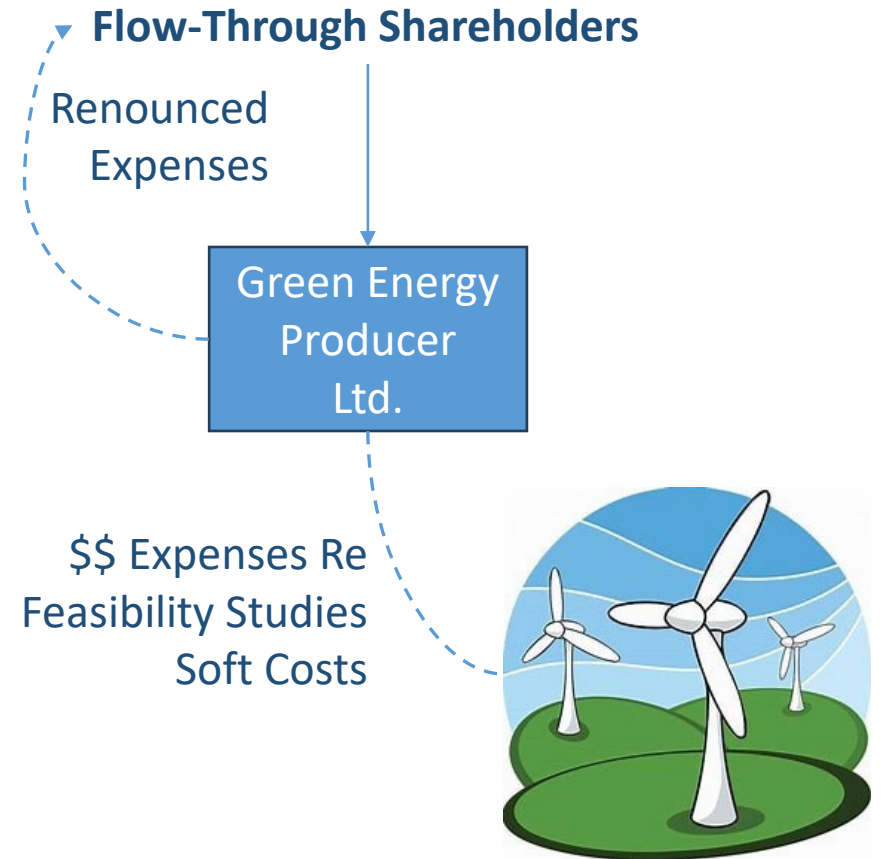 Flow-Through Shareholders
Renounced
Expenses
Green Energy
Producer
Ltd.
$$ Expenses Re
Feasibility Studies
Soft Costs